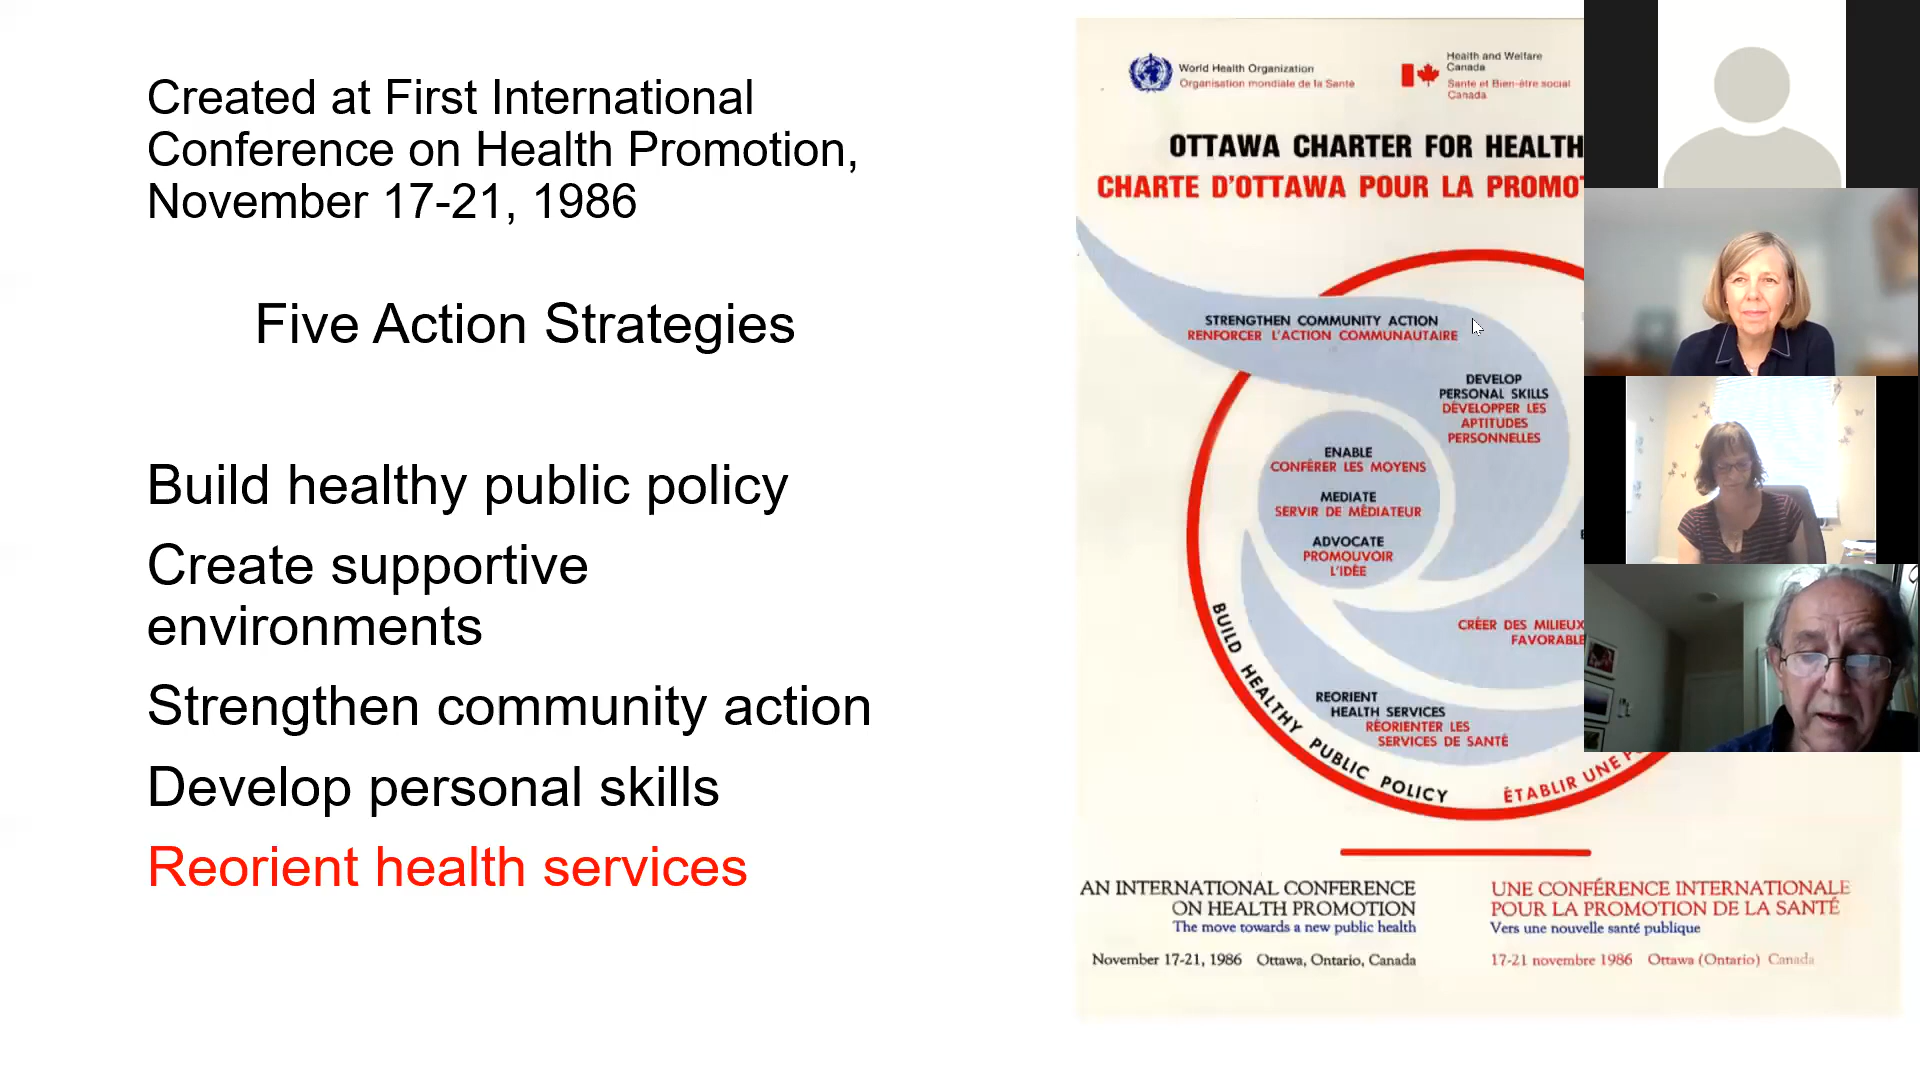 Created at First International
Conference on Health Promotion,
November 17-21, 1986
Five Action Strategies
Build healthy public policy
Create supportive
environments
Strengthen community action
Develop personal skills
Reorient health services
World Health Organization
Organisation mondiale de la Santé
Health and Welfare
Canada
Santé et Bien-être social
Canada
OTTAWA CHARTER FOR HEALTH
CHARTE D'OTTAWA POUR LA
STRENGTHEN COMMUNITY ACTION
RENFORCER L'ACTION COMMUNAUTAIRE
DEVELOP
PERSONAL SKILLS
DÉVELOPPER LES
APTITUDES
PERSONNELLES
ENABLE
CONFÉRER LES MOYENS
MEDIATE
SERVIR DE MÉDIATEUR
ADVOCATE
PROMOUVOIR
L'IDÉE
CRÉER DES MILIEUX
REORIENT
HEALTH SERVICES
RÉORIENTER LES
SERVICES DE SANTÉ
BUILD HEALTHY PUBLIC POLICY
ÉTABLIR UNE
AN INTERNATIONAL CONFERENCE
ON HEALTH PROMOTION
The move towards a new public health
November 17-21, 1986 Ottawa, Ontario, Canada
UNE CONFÉRENCE INTERNATIONALE
POUR LA PROMOTION DE LA SANTÉ
Vers une nouvelle santé publique
17-21 novembre 1986 Ottawa (Ontario) Canada